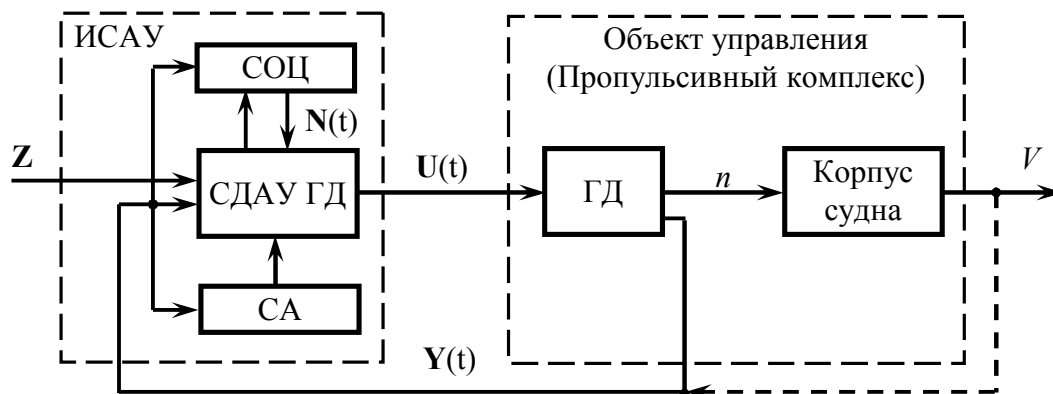 ИСАУ
СОЦ
N(t)
Z
СДАУ ГД
СА
U(t)
Y(t)
Объект управления
(Пропульсивный комплекс)
ГД
n
Корпус
судна
V